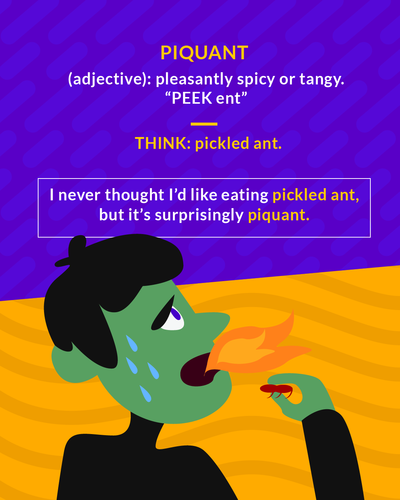 PIQUANT
(adjective): pleasantly spicy or tangy.
“PEEK ent”
THINK: pickled ant.
I never thought I’d like eating pickled ant,
but it’s surprisingly piquant.